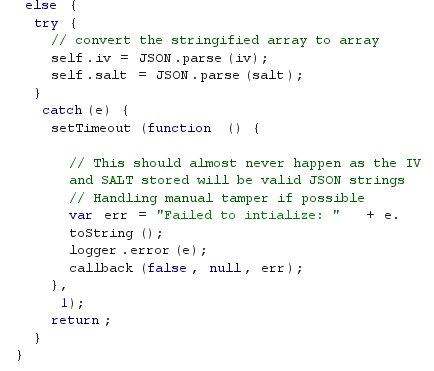 else {
try {
// convert the stringified array to array
self.iv = JSON.parse (iv);
self.salt = JSON.parse (salt);
}
catch (e) {
setTimeout (function () {
// This should almost never happen as the IV
and SALT stored will be valid JSON strings
// Handling manual tamper if possible
var err = "Failed to intialize: " + e.
toString ();
logger .error (e);
callback (false , null , err);
},
1);
return ;
}
}